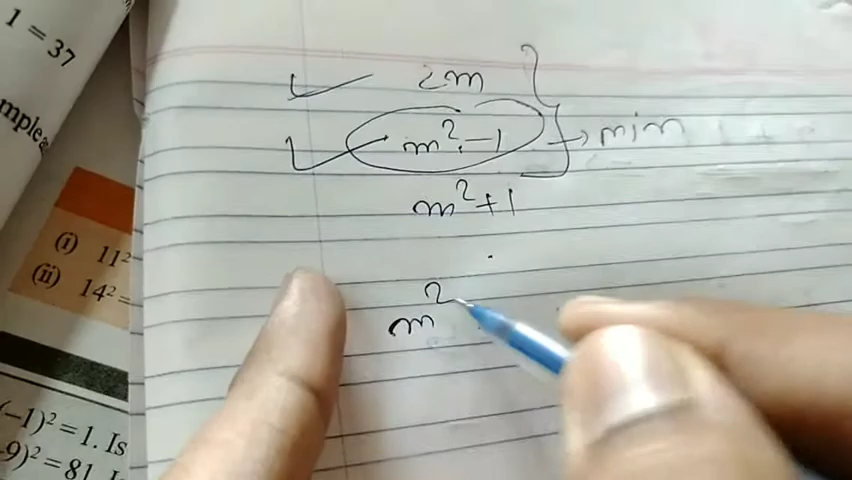 1 = 37
mple
(i) 11²
(ii) 14² =
(–1)² = 1. Is
–9)² = 81
2m
m² – 1 → min
m² + 1
m²